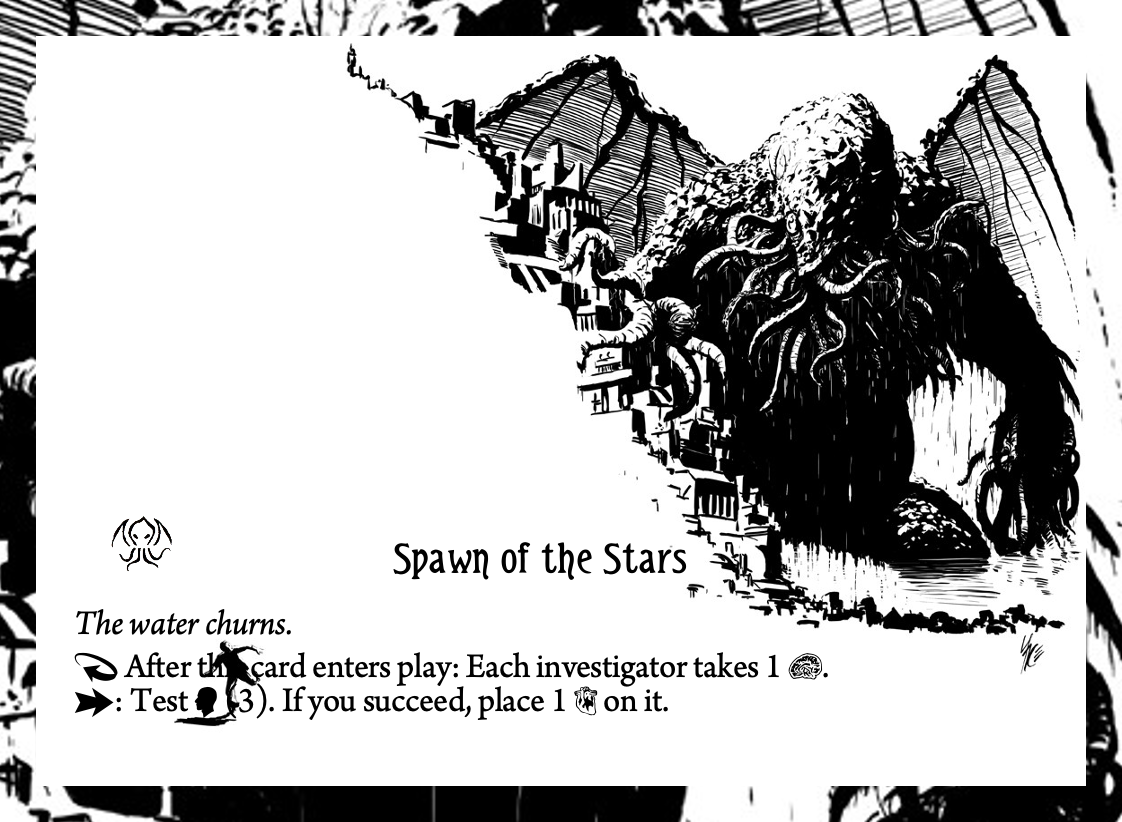 Spawn of the Stars
The water churns.
After this card enters play: Each investigator takes 1 .
: Test 3). If you succeed, place 1 on it.